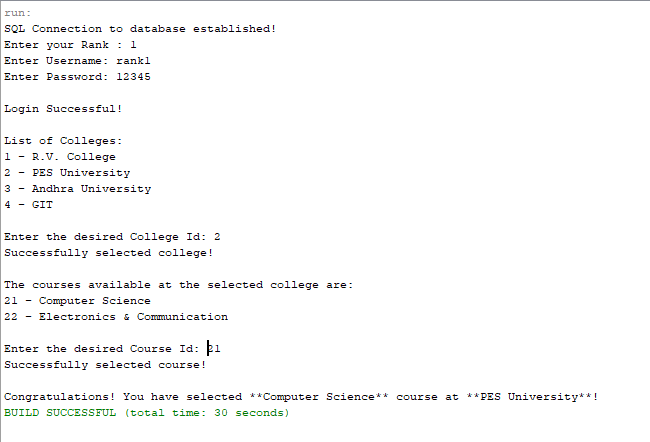 run:
SQL Connection to database established!
Enter your Rank : 1
Enter Username: rank1
Enter Password: 12345
Login Successful!
List of Colleges:
1 - R.V. College
2 - PES University
3 - Andhra University
4 - GIT
Enter the desired College Id: 2
Successfully selected college!
The courses available at the selected college are:
21 - Computer Science
22 - Electronics & Communication
Enter the desired Course Id: 21
Successfully selected course!
Congratulations! You have selected **Computer Science** course at **PES University**!
BUILD SUCCESSFUL (total time: 30 seconds)